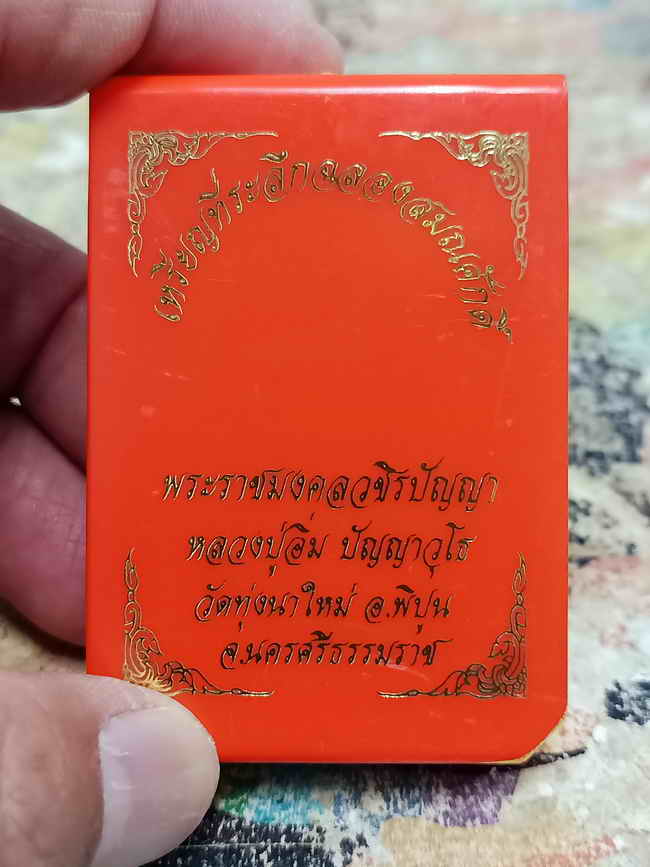 เหรียญที่ระลึกฉลองสมณศักดิ์
พระราชมงคลวชิรปัญญา
หลวงปู่อิ่ม ปัญญาวุโธ
วัดทุ่งนาใหม่ อ.พิปูน
จ.นครศรีธรรมราช